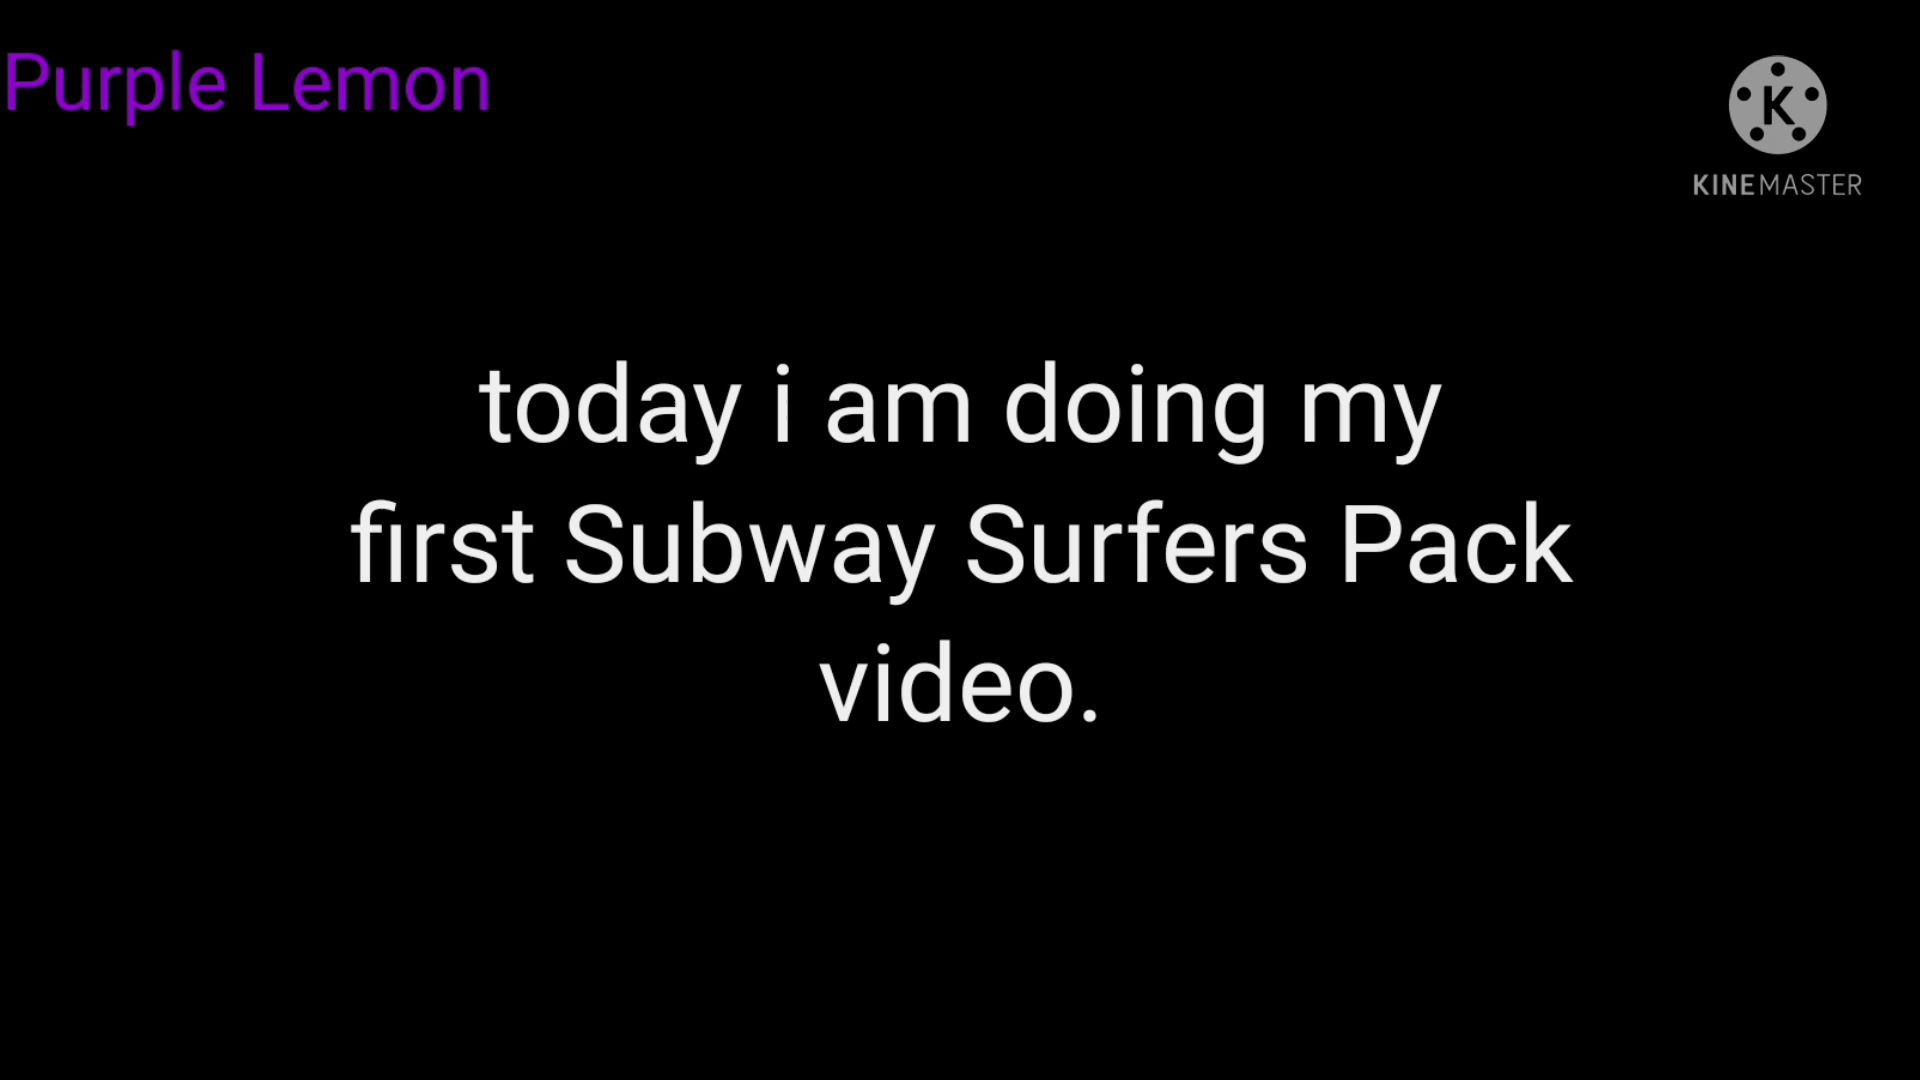 Purple Lemon
K
KINEMASTER
today i am doing my
first Subway Surfers Pack
video.